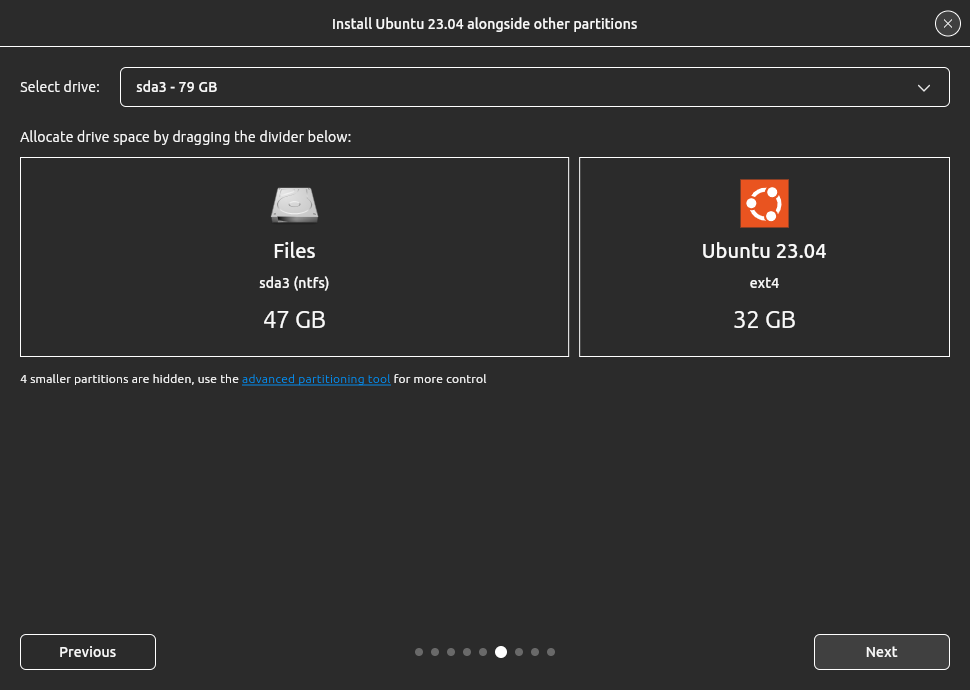 Install Ubuntu 23.04 alongside other partitions
Select drive: sda3 - 79 GB
Allocate drive space by dragging the divider below:
Files
sda3 (ntfs)
47 GB
Ubuntu 23.04
ext4
32 GB
4 smaller partitions are hidden, use the advanced partitioning tool for more control
Previous
Next